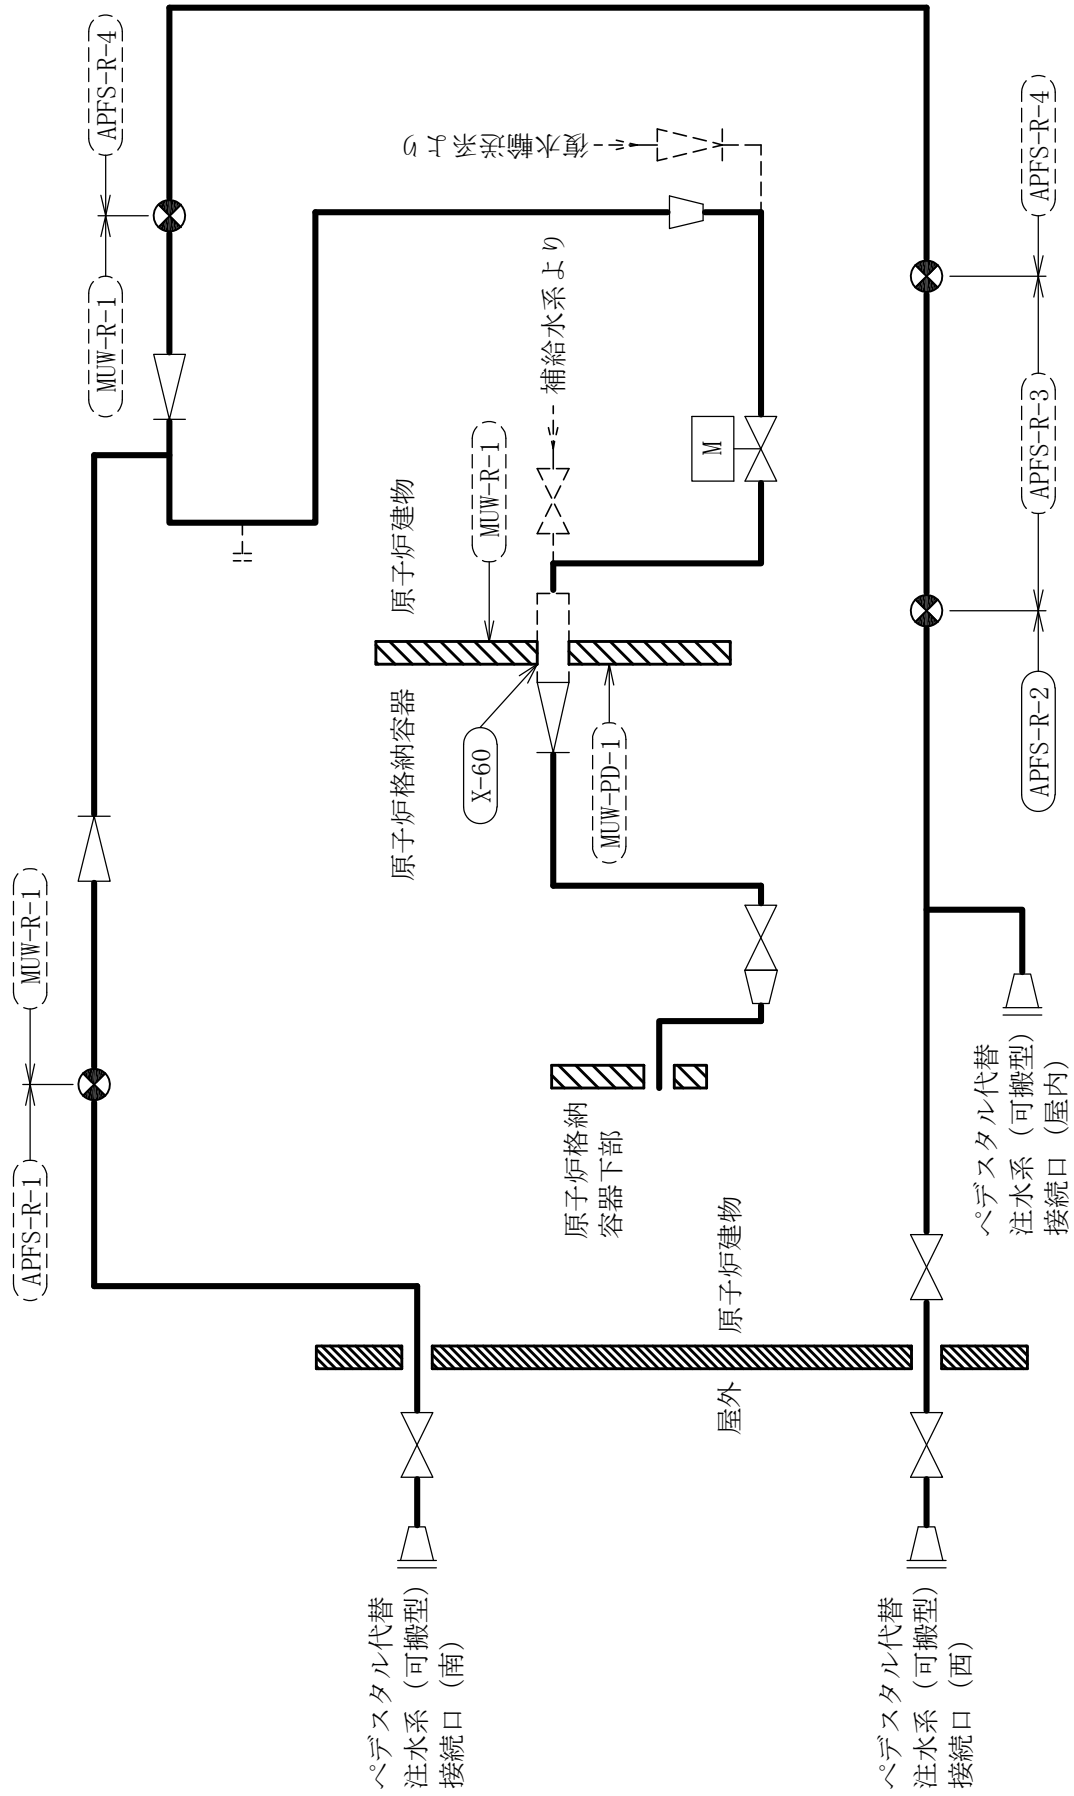 ペデスタル代替
注水系（可搬型）
接続口（南）
ペデスタル代替
注水系（可搬型）
接続口（西）
屋外
原子炉建物
APFS-R-1
MUW-R-1
原子炉格納
容器下部
ペデスタル代替
注水系（可搬型）
接続口（屋内）
原子炉格納容器
原子炉建物
X-60
MUW-PD-1
MUW-R-1
補給水系より
M
復水輸送系より
MUW-R-1
APFS-R-4
APFS-R-2
APFS-R-3
APFS-R-4